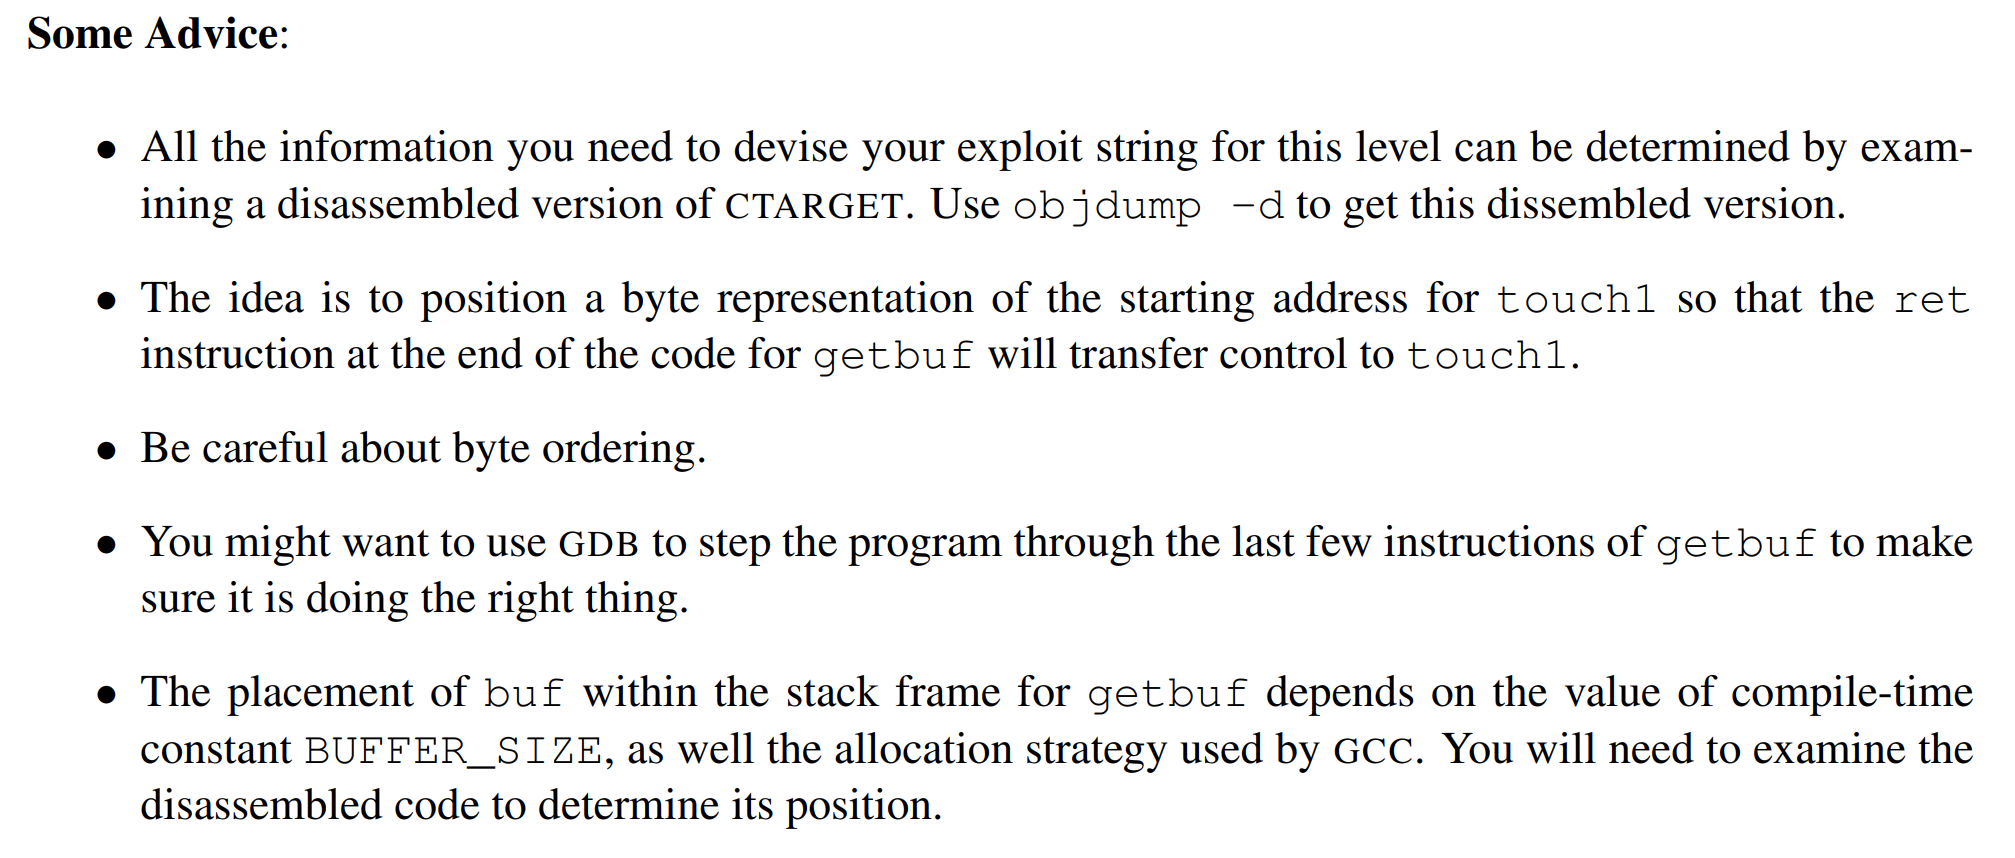 Some Advice:
• All the information you need to devise your exploit string for this level can be determined by exam-
ining a disassembled version of CTARGET. Use objdump -d to get this dissembled version.
• The idea is to position a byte representation of the starting address for touch1 so that the ret
instruction at the end of the code for getbuf will transfer control to touch1.
• Be careful about byte ordering.
• You might want to use GDB to step the program through the last few instructions of getbuf to make
sure it is doing the right thing.
• The placement of buf within the stack frame for getbuf depends on the value of compile-time
constant BUFFER_SIZE, as well the allocation strategy used by GCC. You will need to examine the
disassembled code to determine its position.